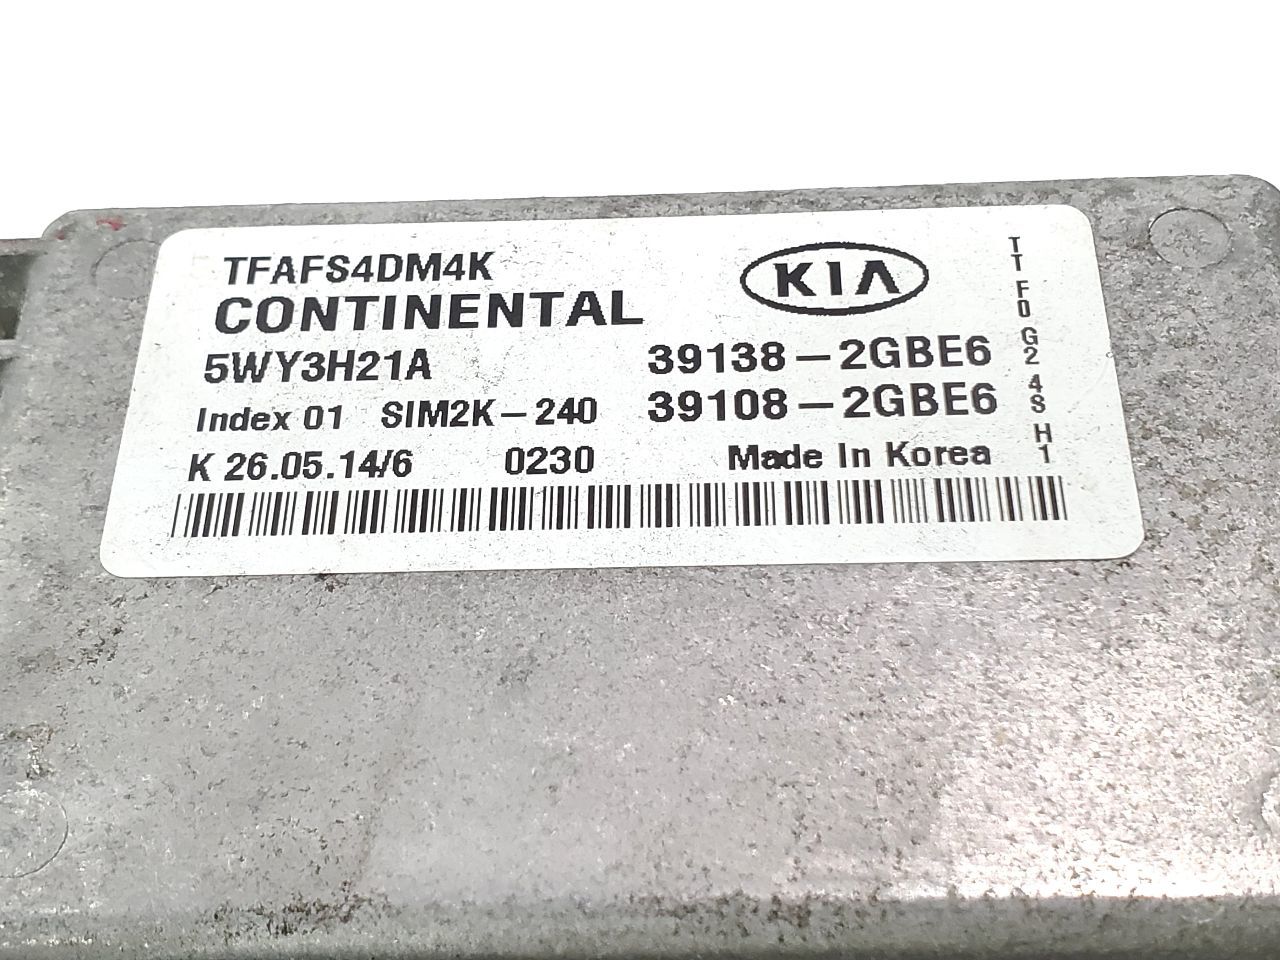 TFAFS4DM4K
KIA
CONTINENTAL
5WY3H21A 39138-2GBE6
Index 01 SIM2K-240 39108-2GBE6
K 26.05.14/6 0230 Made In Korea
TT F0 G2 4S H1